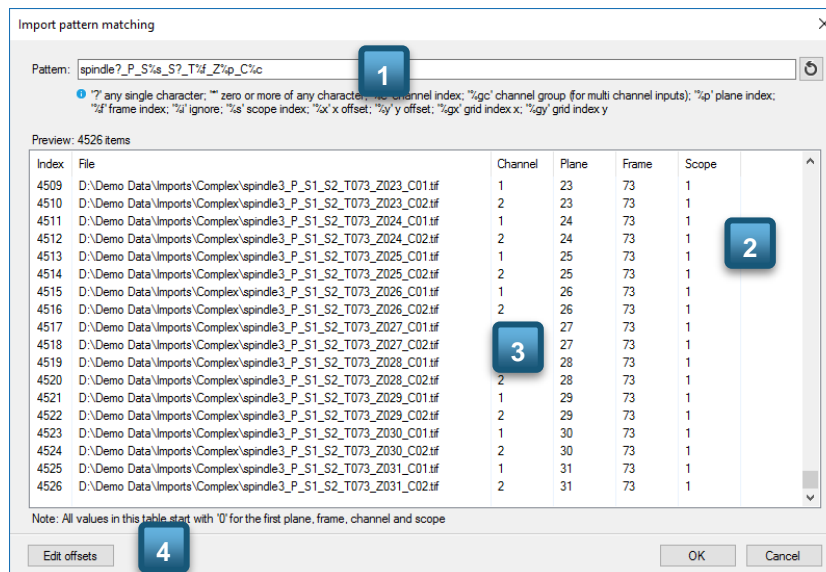 Import pattern matching
Pattern: spindle?_P_S%s_S?_T%f_Z%p_C%c
1
'?' any single character; '*' zero or more of any character; channel index; '%gc' channel group (for multi channel inputs); '%p' plane index;
'%f' frame index; '%i' ignore; '%s' scope index; '%x' x offset; '%y' y offset; '%gx' grid index x; '%gy' grid index y
Preview: 4526 items
Index File Channel Plane Frame Scope
4509 D:\Demo Data\Imports\Complex\spindle3_P_S1_S2_T073_Z023_C01.tif 1 23 73 1
4510 D:\Demo Data\Imports\Complex\spindle3_P_S1_S2_T073_Z023_C02.tif 2 23 73 1
4511 D:\Demo Data\Imports\Complex\spindle3_P_S1_S2_T073_Z024_C01.tif 1 24 73 1
4512 D:\Demo Data\Imports\Complex\spindle3_P_S1_S2_T073_Z024_C02.tif 2 24 73 1
2
4513 D:\Demo Data\Imports\Complex\spindle3_P_S1_S2_T073_Z025_C01.tif 1 25 73 1
4514 D:\Demo Data\Imports\Complex\spindle3_P_S1_S2_T073_Z025_C02.tif 2 25 73 1
4515 D:\Demo Data\Imports\Complex\spindle3_P_S1_S2_T073_Z026_C01.tif 1 26 73 1
4516 D:\Demo Data\Imports\Complex\spindle3_P_S1_S2_T073_Z026_C02.tif 2 26 73 1
4517 D:\Demo Data\Imports\Complex\spindle3_P_S1_S2_T073_Z027_C01.tif 27 73 1
4518 D:\Demo Data\Imports\Complex\spindle3_P_S1_S2_T073_Z027_C02.tif 27 73 1
3
4519 D:\Demo Data\Imports\Complex\spindle3_P_S1_S2_T073_Z028_C01.tif 28 73 1
4520 D:\Demo Data\Imports\Complex\spindle3_P_S1_S2_T073_Z028_C02.tif 2 28 73 1
4521 D:\Demo Data\Imports\Complex\spindle3_P_S1_S2_T073_Z029_C01.tif 1 29 73 1
4522 D:\Demo Data\Imports\Complex\spindle3_P_S1_S2_T073_Z029_C02.tif 2 29 73 1
4523 D:\Demo Data\Imports\Complex\spindle3_P_S1_S2_T073_Z030_C01.tif 1 30 73 1
4524 D:\Demo Data\Imports\Complex\spindle3_P_S1_S2_T073_Z030_C02.tif 2 30 73 1
4525 D:\Demo Data\Imports\Complex\spindle3_P_S1_S2_T073_Z031_C01.tif 1 31 73 1
4526 D:\Demo Data\Imports\Complex\spindle3_P_S1_S2_T073_Z031_C02.tif 2 31 73 1
Note: All values in this table start with '0' for the first plane, frame, channel and scope
Edit offsets 4 OK Cancel